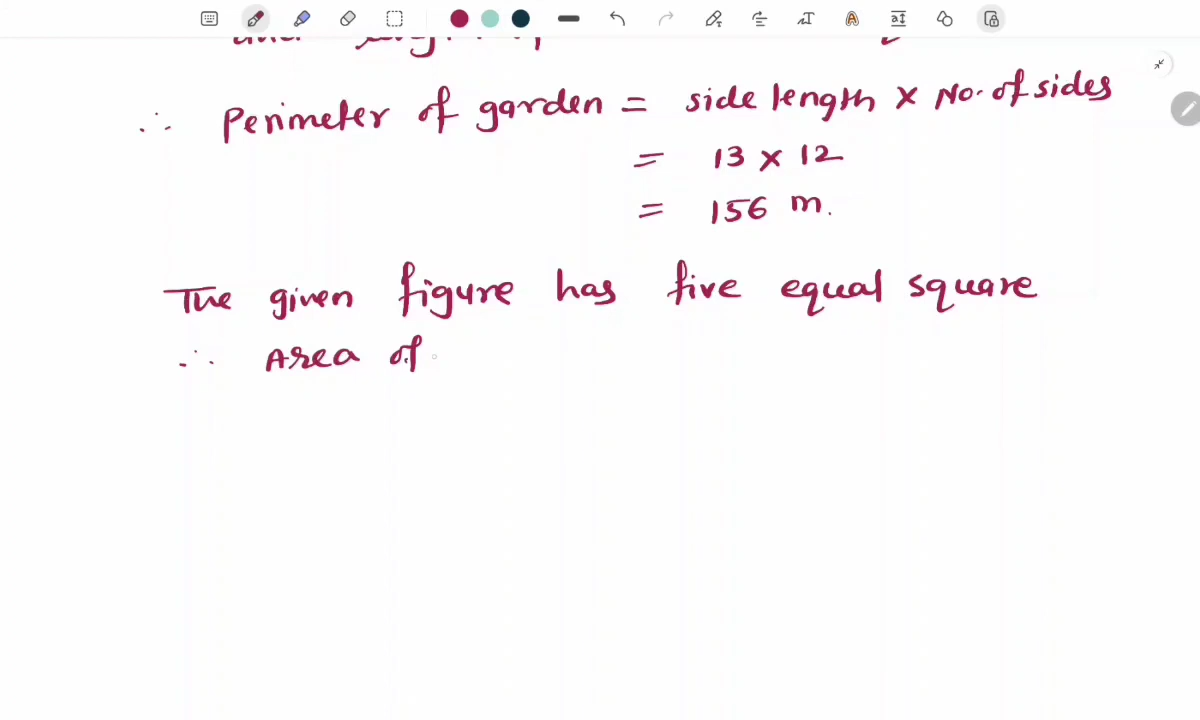 ∴ Perimeter of garden = side length × No. of sides
= 13 × 12
= 156 m.
The given figure has five equal square
∴ Area of